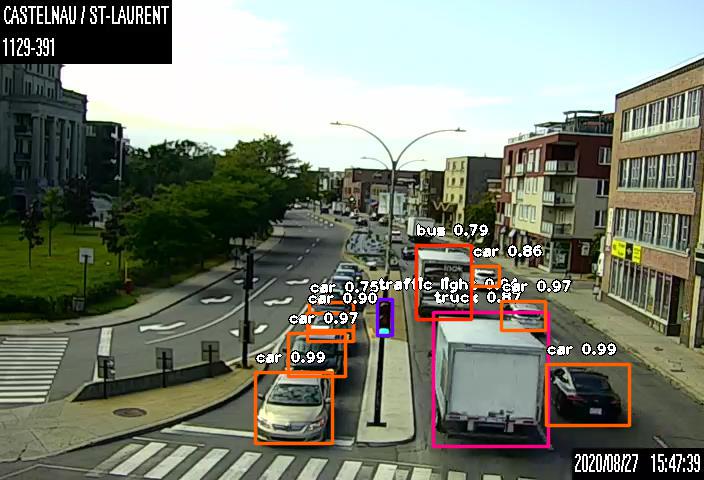 CASTELNAU / ST-LAURENT
1129-391
bus 0.79
car 0.86
car 0.75
traffic ligh
car 0.97
car 0.90
truck 0.87
car 0.97
car 0.99
car 0.99
2020/08/27 15:47:39